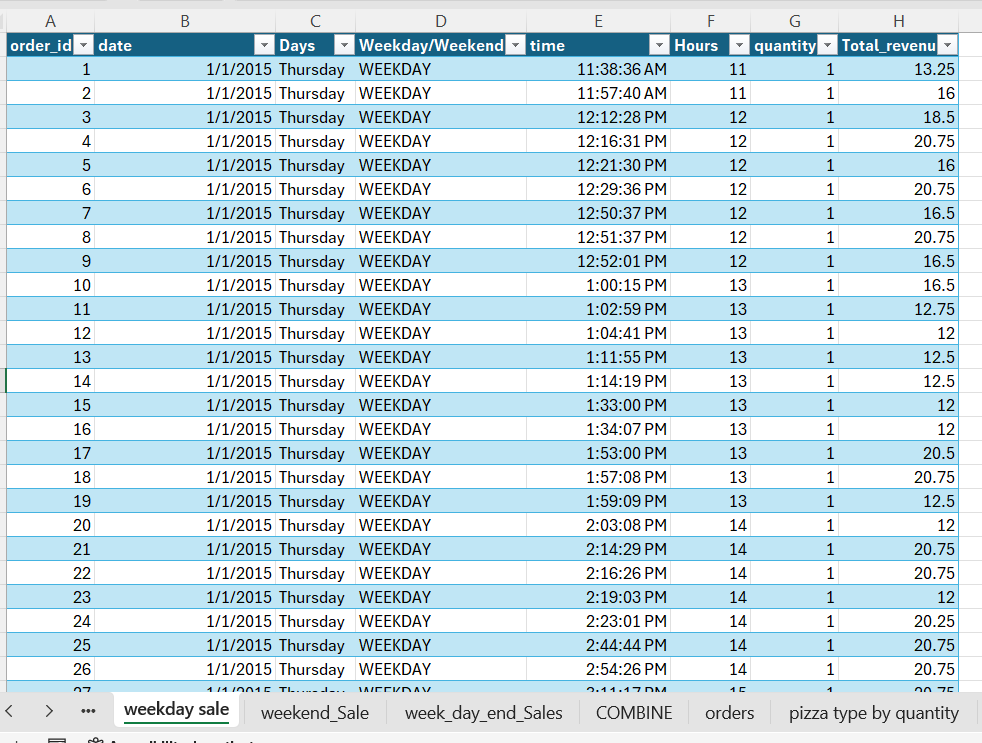 A B C D E F G H
order_id date Days Weekday/Weekend time Hours quantity Total_revenu
1 1/1/2015 Thursday WEEKDAY 11:38:36 AM 11 1 13.25
2 1/1/2015 Thursday WEEKDAY 11:57:40 AM 11 1 16
3 1/1/2015 Thursday WEEKDAY 12:12:28 PM 12 1 18.5
4 1/1/2015 Thursday WEEKDAY 12:16:31 PM 12 1 20.75
5 1/1/2015 Thursday WEEKDAY 12:21:30 PM 12 1 16
6 1/1/2015 Thursday WEEKDAY 12:29:36 PM 12 1 20.75
7 1/1/2015 Thursday WEEKDAY 12:50:37 PM 12 1 16.5
8 1/1/2015 Thursday WEEKDAY 12:51:37 PM 12 1 20.75
9 1/1/2015 Thursday WEEKDAY 12:52:01 PM 12 1 16.5
10 1/1/2015 Thursday WEEKDAY 1:00:15 PM 13 1 16.5
11 1/1/2015 Thursday WEEKDAY 1:02:59 PM 13 1 12.75
12 1/1/2015 Thursday WEEKDAY 1:04:41 PM 13 1 12
13 1/1/2015 Thursday WEEKDAY 1:11:55 PM 13 1 12.5
14 1/1/2015 Thursday WEEKDAY 1:14:19 PM 13 1 12.5
15 1/1/2015 Thursday WEEKDAY 1:33:00 PM 13 1 12
16 1/1/2015 Thursday WEEKDAY 1:34:07 PM 13 1 12
17 1/1/2015 Thursday WEEKDAY 1:53:00 PM 13 1 20.5
18 1/1/2015 Thursday WEEKDAY 1:57:08 PM 13 1 20.75
19 1/1/2015 Thursday WEEKDAY 1:59:09 PM 13 1 12.5
20 1/1/2015 Thursday WEEKDAY 2:03:08 PM 14 1 12
21 1/1/2015 Thursday WEEKDAY 2:14:29 PM 14 1 20.75
22 1/1/2015 Thursday WEEKDAY 2:16:26 PM 14 1 20.75
23 1/1/2015 Thursday WEEKDAY 2:19:03 PM 14 1 12
24 1/1/2015 Thursday WEEKDAY 2:23:01 PM 14 1 20.25
25 1/1/2015 Thursday WEEKDAY 2:44:44 PM 14 1 20.75
26 1/1/2015 Thursday WEEKDAY 2:54:26 PM 14 1 20.75
27 1/1/2015 Thursday WEEKDAY 3:11:17 PM 15 1 20.75
weekday sale weekend_Sale week_day_end_Sales COMBINE orders pizza type by quantity